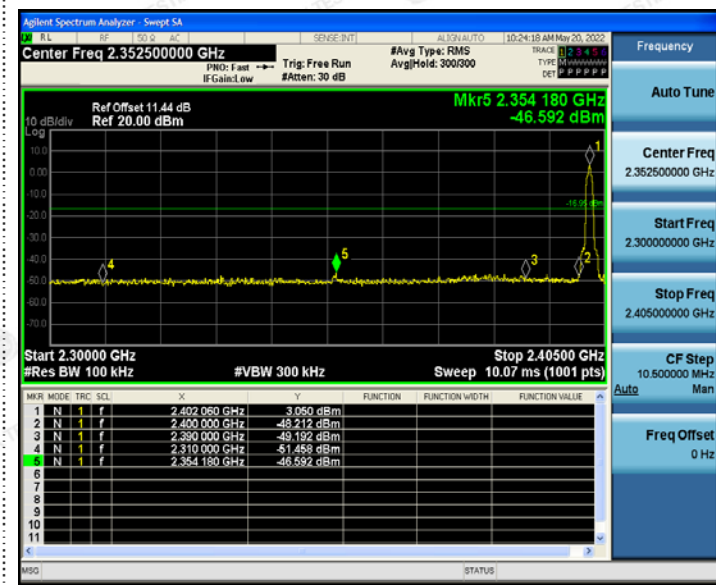 Agilent Spectrum Analyzer - Swept SA
RL RF 50 Ω AC SENSE:INT ALIGN AUTO 10:24:18 AM May 20, 2022
Center Freq 2.352500000 GHz
PNO: Fast
IFGain:Low
Trig: Free Run
#Atten: 30 dB
#Avg Type: RMS
Avg|Hold: 300/300
TRACE 1 2 3 4 5 6
TYPE M
DET P P P P P P
Frequency
Ref Offset 11.44 dB
10 dB/div Ref 20.00 dBm
Log
Mkr5 2.354 180 GHz
-46.592 dBm
10.0
0.00
-10.0
-20.0
-30.0
-40.0
-50.0
-60.0
-70.0
-16.95 dBm
1
2
3
4
5
Start 2.30000 GHz Stop 2.40500 GHz
#Res BW 100 kHz #VBW 300 kHz Sweep 10.07 ms (1001 pts)
MKR MODE TRC SCL X Y FUNCTION FUNCTION WIDTH FUNCTION VALUE
1 N 1 f 2.402 060 GHz 3.050 dBm
2 N 1 f 2.400 000 GHz -48.212 dBm
3 N 1 f 2.390 000 GHz -49.192 dBm
4 N 1 f 2.310 000 GHz -51.458 dBm
5 N 1 f 2.354 180 GHz -46.592 dBm
6
7
8
9
10
11
MSG STATUS
Auto Tune
Center Freq
2.352500000 GHz
Start Freq
2.300000000 GHz
Stop Freq
2.405000000 GHz
CF Step
10.500000 MHz
Auto Man
Freq Offset
0 Hz